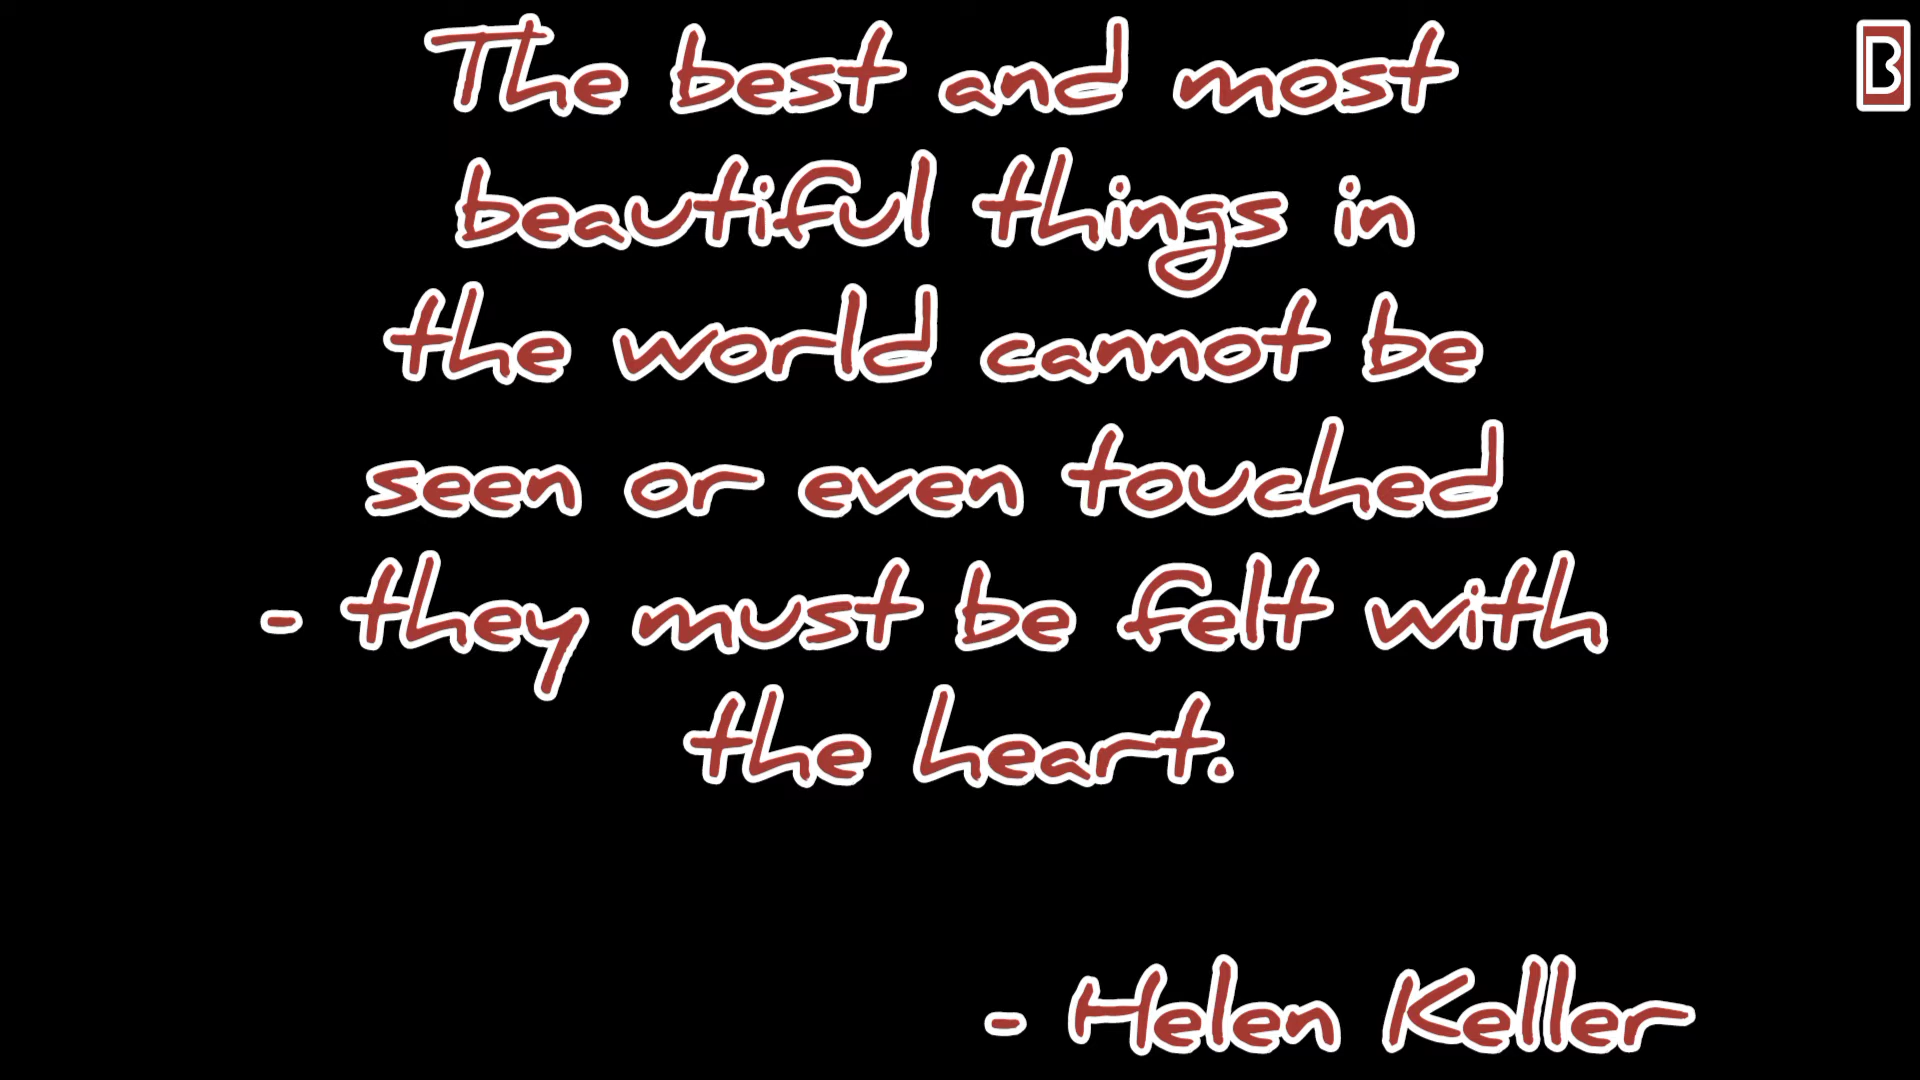 The best and most
beautiful things in
the world cannot be
seen or even touched
- they must be felt with
the heart.
- Helen Keller
B